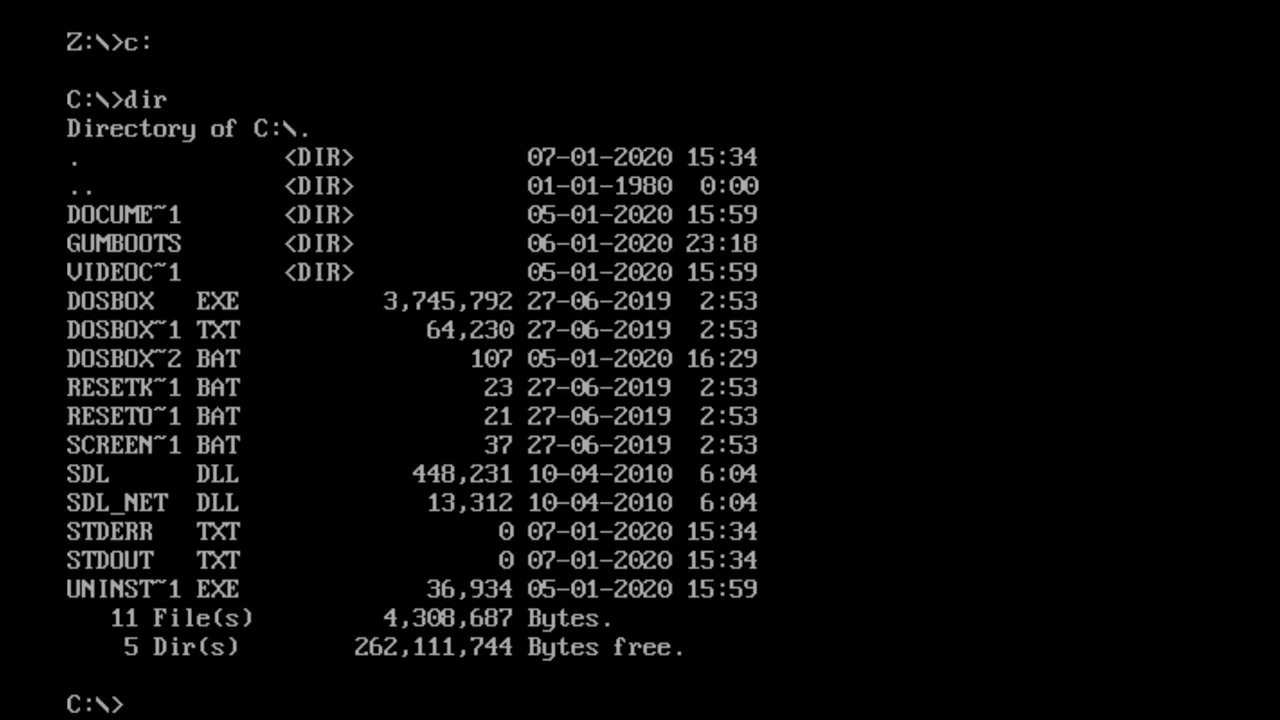 Z:\>c:
C:\>dir
Directory of C:\.
.              <DIR>            07-01-2020 15:34
..             <DIR>            01-01-1980  0:00
DOCUME~1       <DIR>            05-01-2020 15:59
GUMBOOTS       <DIR>            06-01-2020 23:18
VIDEOC~1       <DIR>            05-01-2020 15:59
DOSBOX   EXE          3,745,792 27-06-2019  2:53
DOSBOX~1 TXT             64,230 27-06-2019  2:53
DOSBOX~2 BAT                107 05-01-2020 16:29
RESETK~1 BAT                 23 27-06-2019  2:53
RESETO~1 BAT                 21 27-06-2019  2:53
SCREEN~1 BAT                 37 27-06-2019  2:53
SDL      DLL            448,231 10-04-2010  6:04
SDL_NET  DLL             13,312 10-04-2010  6:04
STDERR   TXT                  0 07-01-2020 15:34
STDOUT   TXT                  0 07-01-2020 15:34
UNINST~1 EXE             36,934 05-01-2020 15:59
   11 File(s)         4,308,687 Bytes.
    5 Dir(s)        262,111,744 Bytes free.
C:\>